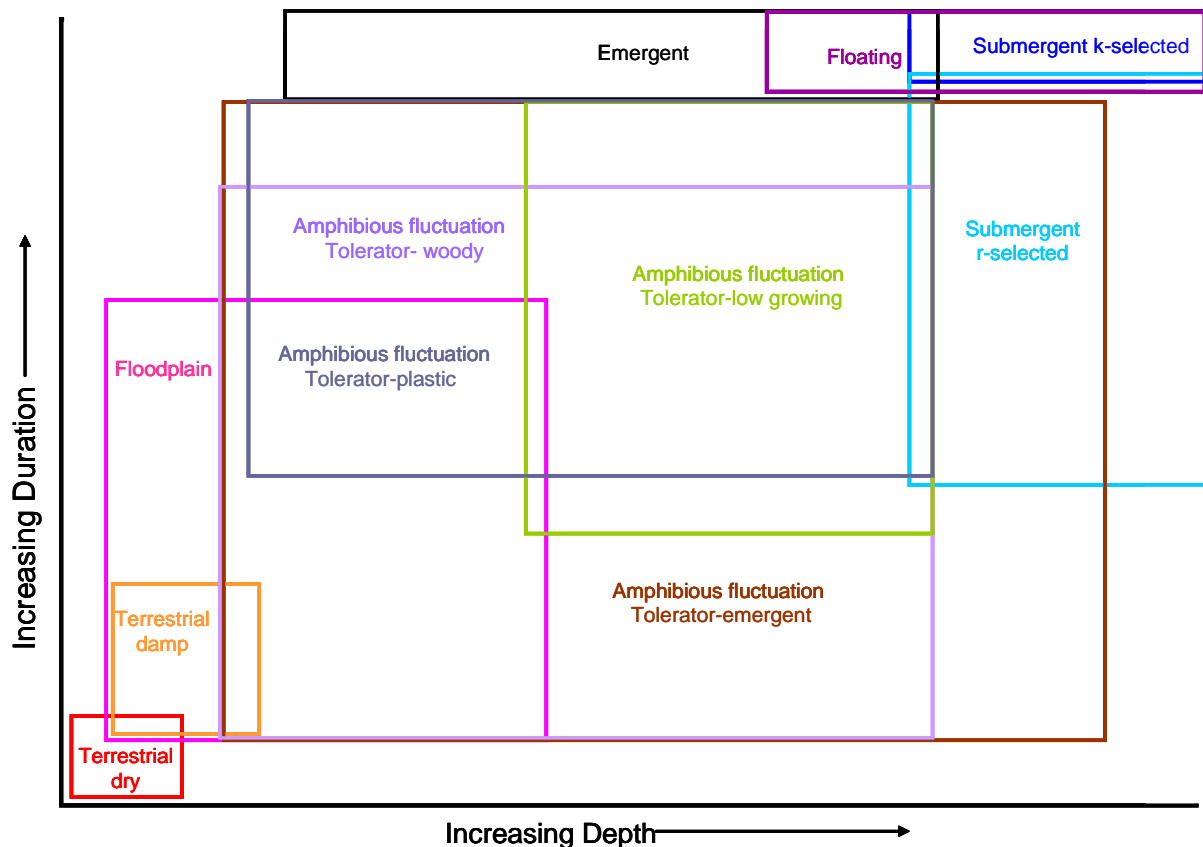 Emergent
Floating
Submergent k-selected
Amphibious fluctuation
Tolerator- woody
Submergent
r-selected
Amphibious fluctuation
Tolerator-low growing
Amphibious fluctuation
Tolerator-plastic
Floodplain
Amphibious fluctuation
Tolerator-emergent
Terrestrial
damp
Terrestrial
dry
Increasing Duration
Increasing Depth